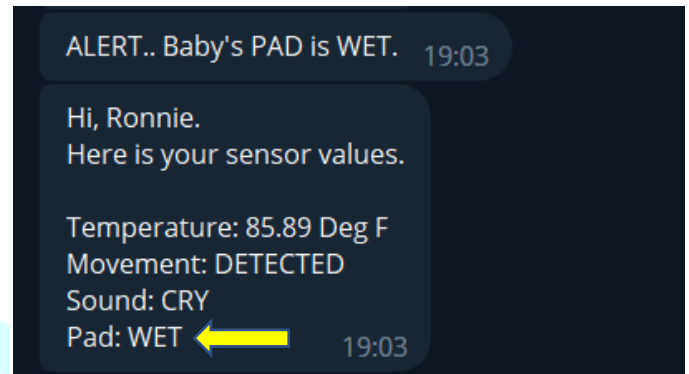 ALERT.. Baby's PAD is WET. 19:03
Hi, Ronnie.
Here is your sensor values.
Temperature: 85.89 Deg F
Movement: DETECTED
Sound: CRY
Pad: WET
19:03